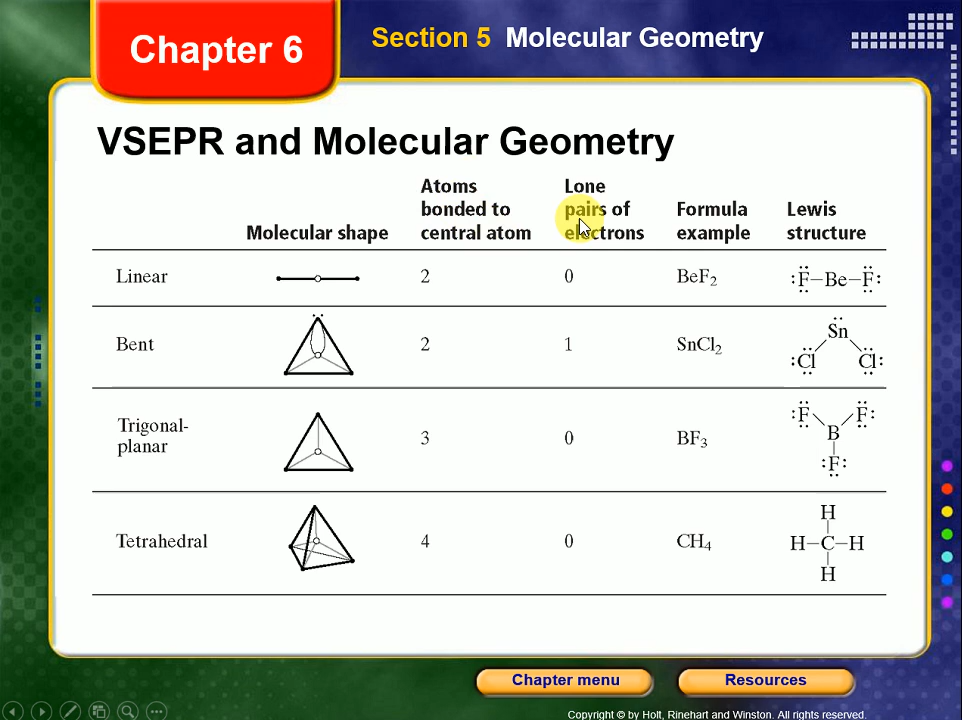 Chapter 6
Section 5 Molecular Geometry
VSEPR and Molecular Geometry
Molecular shape
Atoms
bonded to
central atom
Lone
pairs of
electrons
Formula
example
Lewis
structure
Linear 2 0 BeF₂ :F–Be–F:
Bent 2 1 SnCl₂
Sn
:Cl Cl:
Trigonal-
planar 3 0 BF₃
:F F:
B
:F:
Tetrahedral 4 0 CH₄
H
H–C–H
H
Chapter menu
Resources
Copyright © by Holt, Rinehart and Winston. All rights reserved.